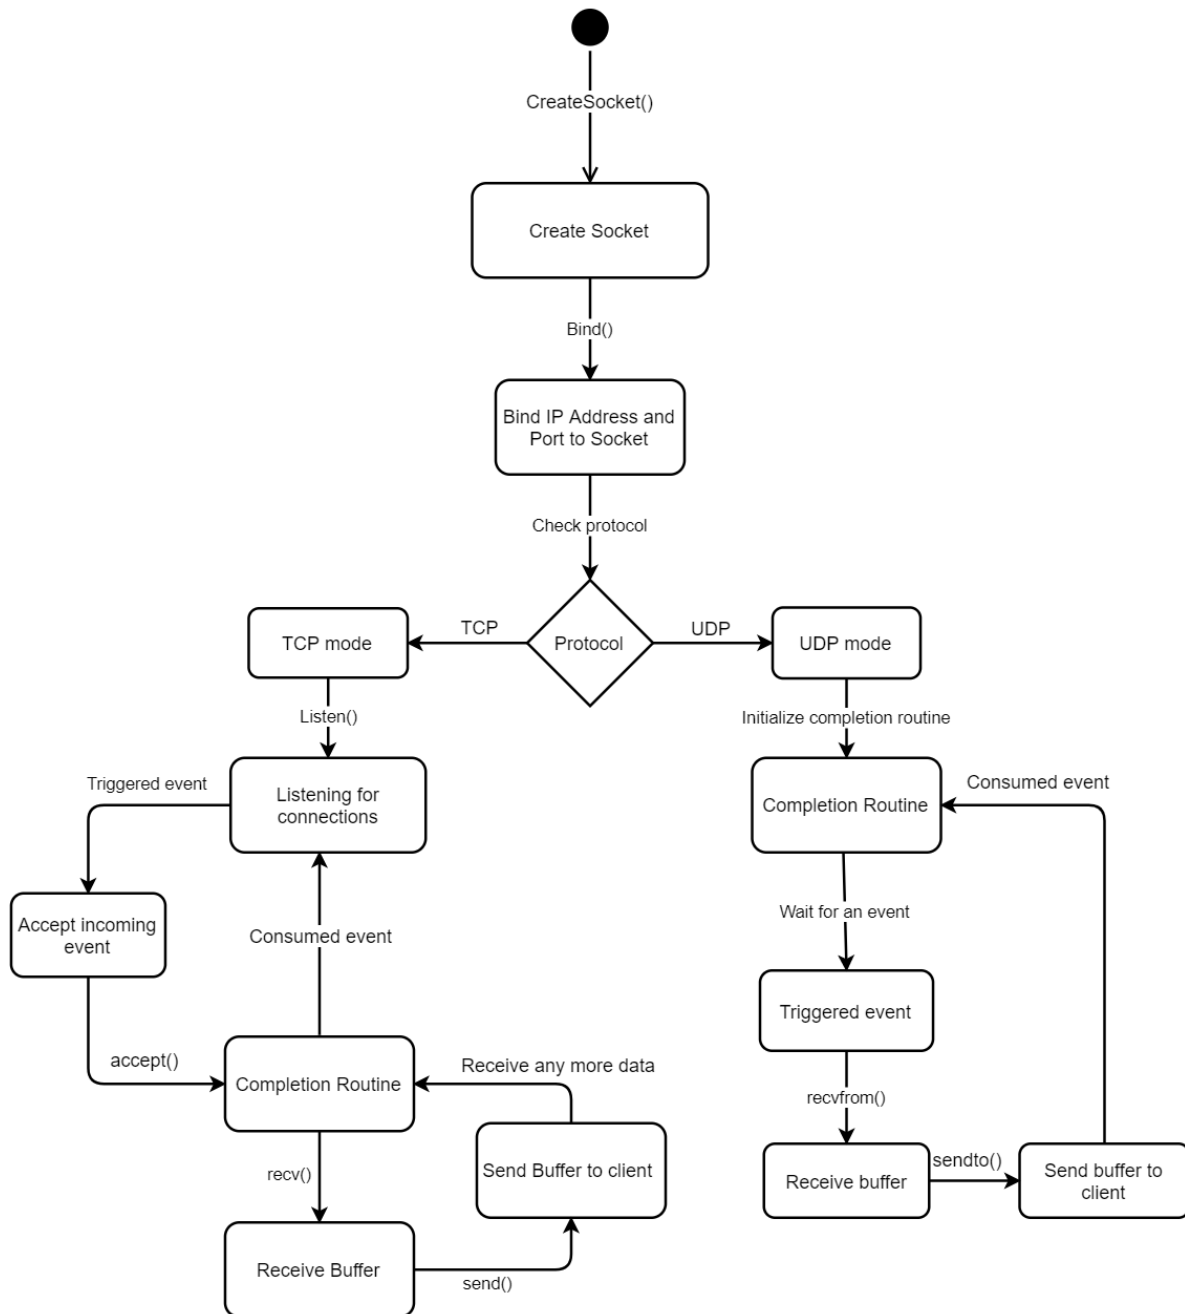 CreateSocket()
Create Socket
Bind()
Bind IP Address and
Port to Socket
Check protocol
Protocol
TCP
UDP
TCP mode
Listen()
Listening for
connections
Triggered event
Accept incoming
event
accept()
Consumed event
Completion Routine
recv()
Receive Buffer
send()
Send Buffer to client
Receive any more data
UDP mode
Initialize completion routine
Completion Routine
Wait for an event
Triggered event
recvfrom()
Receive buffer
sendto()
Send buffer to
client
Consumed event